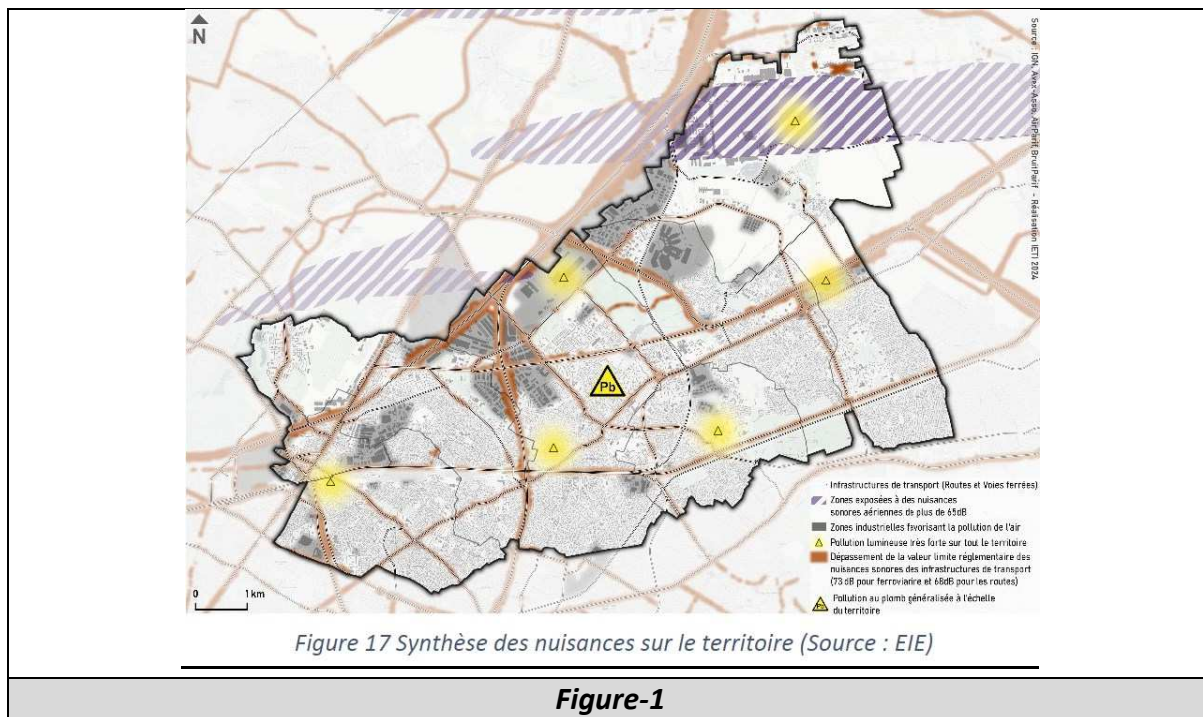 N
Source : IGN, Avex-Asso, AirParif, BruitParif - Réalisation IETI 2024
Pb
· Infrastructures de transport (Routes et Voies ferrées)
Zones exposées à des nuisances
sonores aériennes de plus de 65dB
Zones industrielles favorisant la pollution de l'air
Pollution lumineuse très forte sur tout le territoire
Dépassement de la valeur limite réglementaire des
nuisances sonores des infrastructures de transport
(73 dB pour ferroviarire et 68dB pour les routes)
Pb
Pollution au plomb généralisée à l'échelle
du territoire
0 1 km
Figure 17 Synthèse des nuisances sur le territoire (Source : EIE)
Figure-1